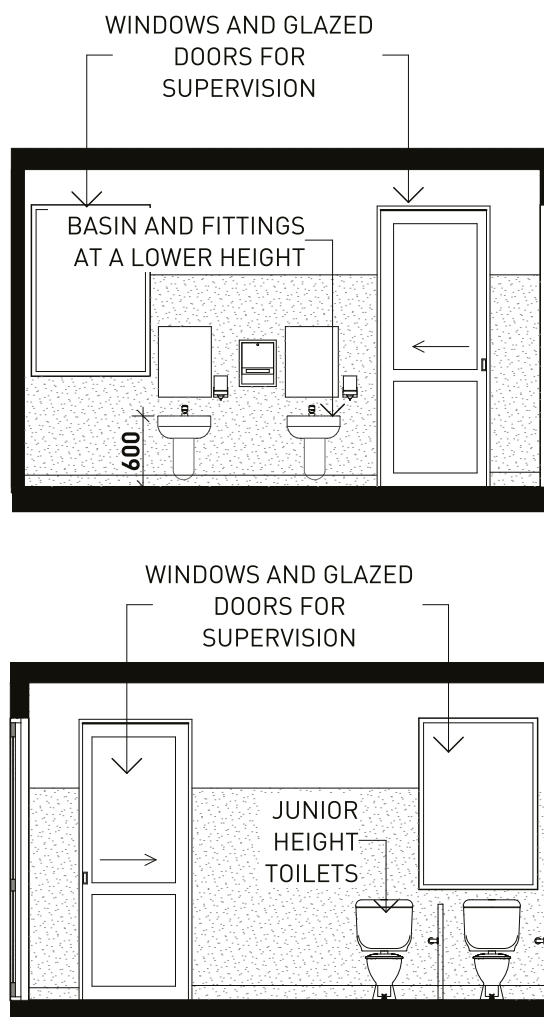 WINDOWS AND GLAZED
DOORS FOR
SUPERVISION
BASIN AND FITTINGS
AT A LOWER HEIGHT
600
WINDOWS AND GLAZED
DOORS FOR
SUPERVISION
JUNIOR
HEIGHT
TOILETS